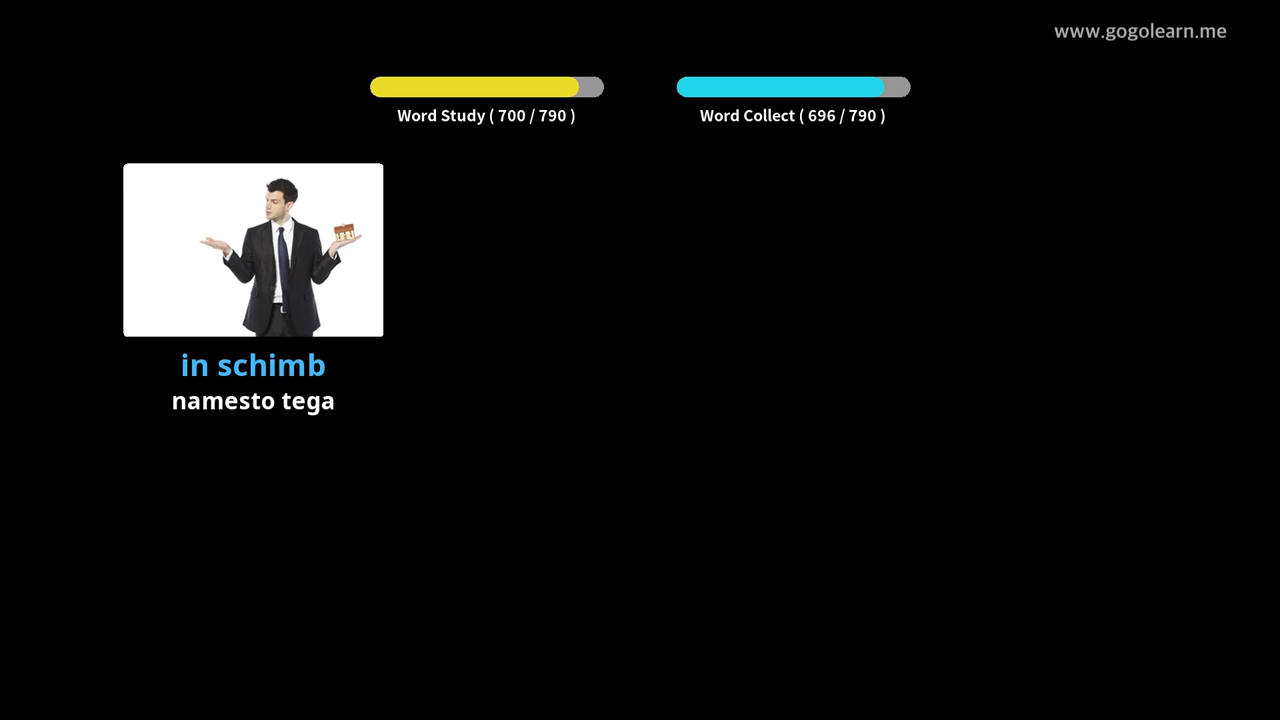 www.gogolearn.me
Word Study ( 700 / 790 )
Word Collect ( 696 / 790 )
in schimb
namesto tega